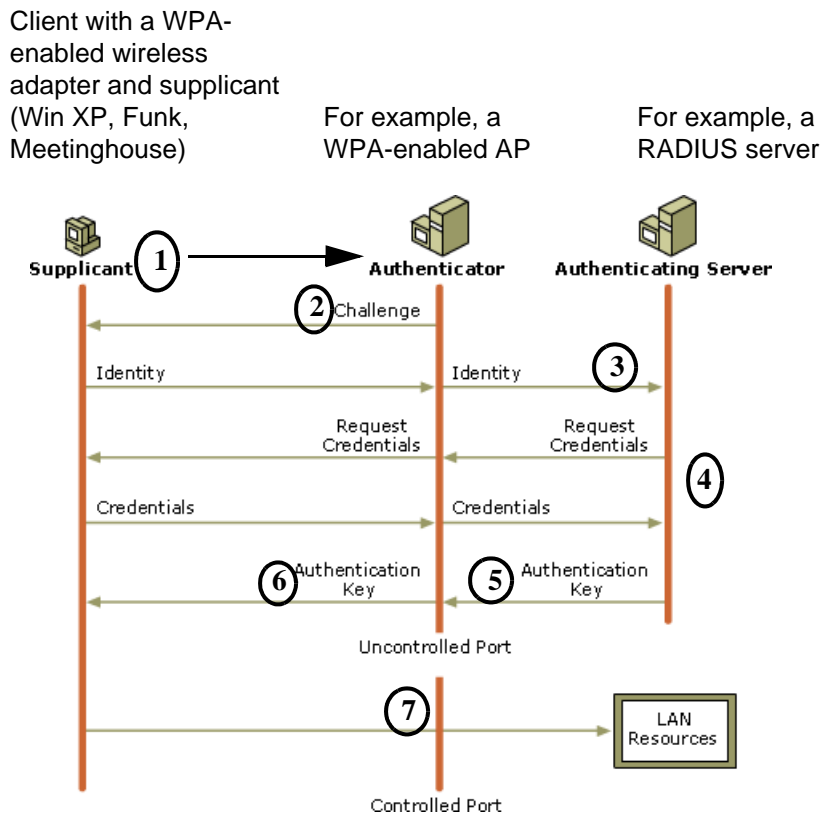 Client with a WPA-
enabled wireless
adapter and supplicant
(Win XP, Funk,
Meetinghouse)
For example, a
WPA-enabled AP
For example, a
RADIUS server
1
Supplicant
Authenticator
Authenticating Server
2
Challenge
Identity
Identity
3
Request
Credentials
Request
Credentials
4
Credentials
Credentials
6
Authentication
Key
5
Authentication
Key
Uncontrolled Port
7
LAN
Resources
Controlled Port